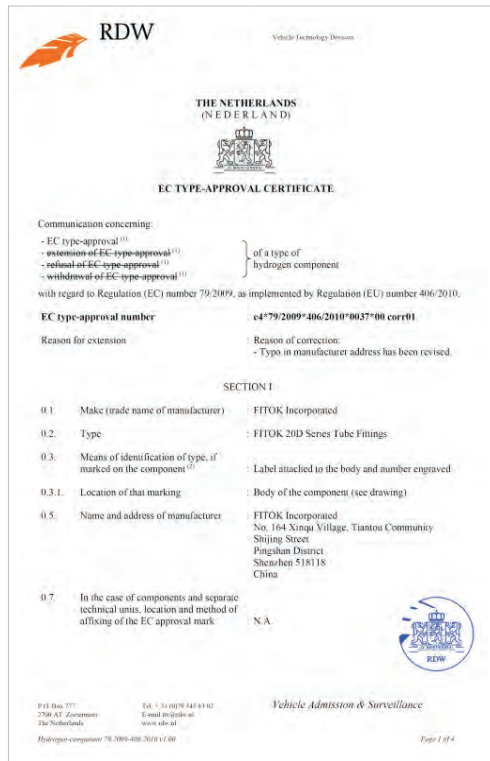 RDW
Vehicle Technology Division
THE NETHERLANDS
(NEDERLAND)
EC TYPE-APPROVAL CERTIFICATE
Communication concerning:
- EC type-approval (1)
- extension of EC type-approval (1)
- refusal of EC type-approval (1)
- withdrawal of EC type-approval (1)
of a type of
hydrogen component
with regard to Regulation (EC) number 79/2009, as implemented by Regulation (EU) number 406/2010.
EC type-approval number : e4*79/2009*406/2010*0037*00 corr01
Reason for extension : Reason of correction:
- Typo in manufacturer address has been revised.
SECTION I
0.1. Make (trade name of manufacturer) : FITOK Incorporated
0.2. Type : FITOK 20D Series Tube Fittings
0.3. Means of identification of type, if
marked on the component (2) : Label attached to the body and number engraved
0.3.1. Location of that marking : Body of the component (see drawing)
0.5. Name and address of manufacturer : FITOK Incorporated
No. 164 Xinqu Village, Tiantou Community
Shijing Street
Pingshan District
Shenzhen 518118
China
0.7. In the case of components and separate
technical units, location and method of
affixing of the EC approval mark : N.A.
RDW
P.O. Box 777
2700 AT Zoetermeer
The Netherlands
Vehicle Admission & Surveillance
Hydrogen-component 79.2009-406.2010 v1.00
Page 1 of 4